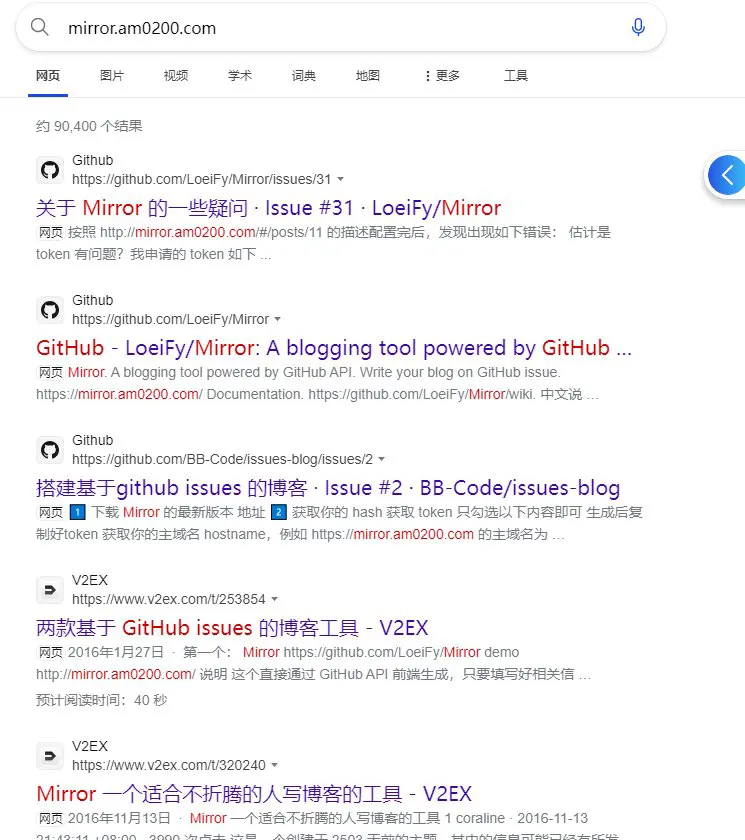 mirror.am0200.com
网页 图片 视频 学术 词典 地图 更多 工具
约 90,400 个结果
Github
https://github.com/LoeiFy/Mirror/issues/31
关于 Mirror 的一些疑问 · Issue #31 · LoeiFy/Mirror
网页 按照 http://mirror.am0200.com/#/posts/11 的描述配置完后，发现出现如下错误： 估计是
token 有问题？我申请的 token 如下 ...
Github
https://github.com/LoeiFy/Mirror
GitHub - LoeiFy/Mirror: A blogging tool powered by GitHub ...
网页 Mirror. A blogging tool powered by GitHub API. Write your blog on GitHub issue.
https://mirror.am0200.com/ Documentation. https://github.com/LoeiFy/Mirror/wiki. 中文说 ...
Github
https://github.com/BB-Code/issues-blog/issues/2
搭建基于github issues 的博客 · Issue #2 · BB-Code/issues-blog
网页 1 下载 Mirror 的最新版本 地址 2 获取你的 hash 获取 token 只勾选以下内容即可 生成后复
制好token 获取你的主域名 hostname，例如 https://mirror.am0200.com 的主域名为 ...
V2EX
https://www.v2ex.com/t/253854
两款基于 GitHub issues 的博客工具 - V2EX
网页 2016年1月27日 · 第一个： Mirror https://github.com/LoeiFy/Mirror demo
http://mirror.am0200.com/ 说明 这个直接通过 GitHub API 前端生成，只要填写好相关信 ...
预计阅读时间：40 秒
V2EX
https://www.v2ex.com/t/320240
Mirror 一个适合不折腾的人写博客的工具 - V2EX
网页 2016年11月13日 · Mirror 一个适合不折腾的人写博客的工具 1 coraline · 2016-11-13